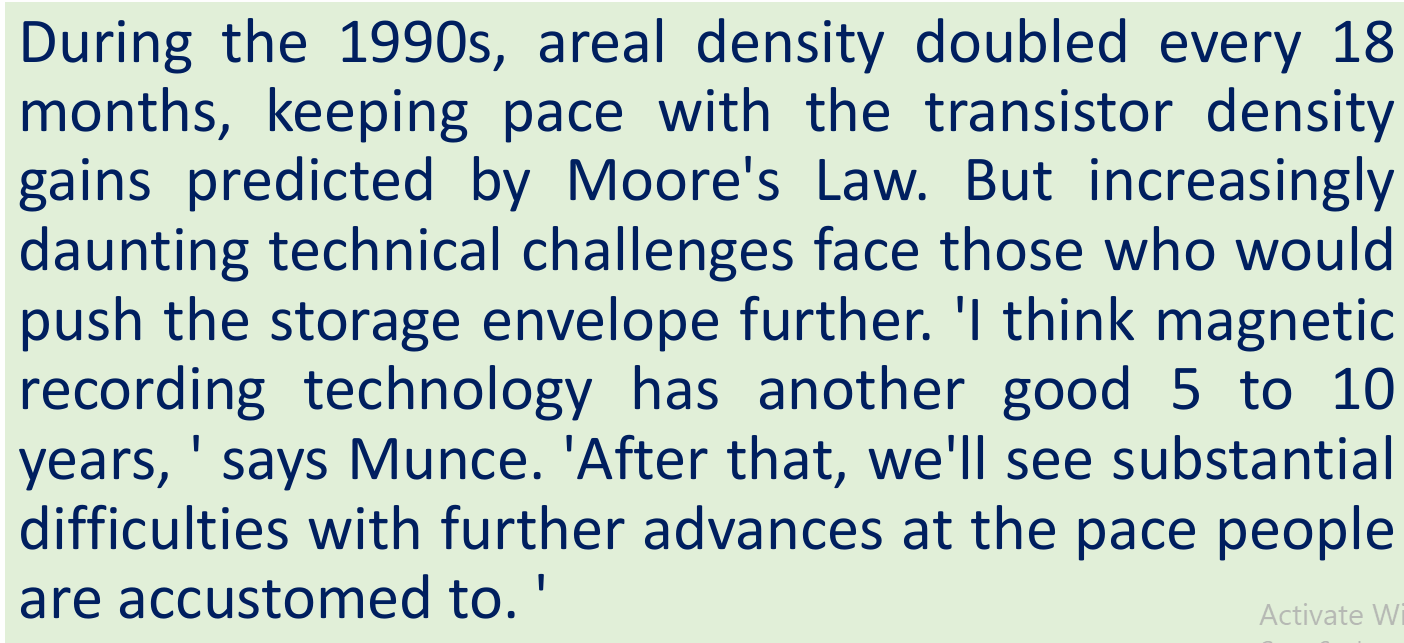 During the 1990s, areal density doubled every 18
months, keeping pace with the transistor density
gains predicted by Moore's Law. But increasingly
daunting technical challenges face those who would
push the storage envelope further. 'I think magnetic
recording technology has another good 5 to 10
years, ' says Munce. 'After that, we'll see substantial
difficulties with further advances at the pace people
are accustomed to. '
Activate Wi